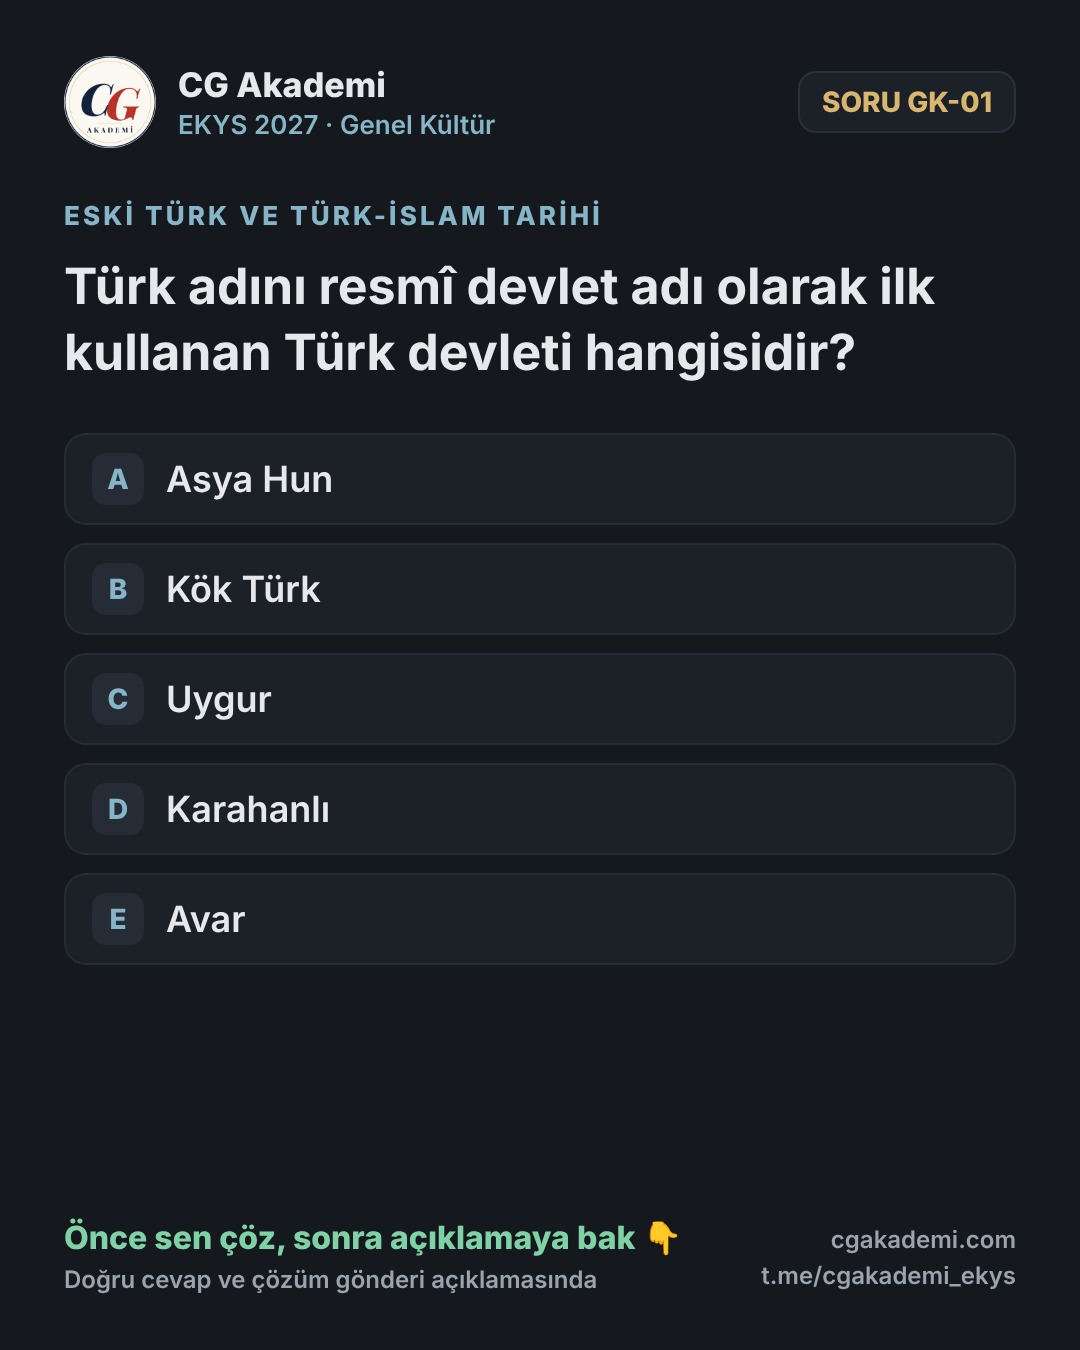 CG
AKADEMİ
CG Akademi
EKYS 2027 · Genel Kültür
SORU GK-01
ESKİ TÜRK VE TÜRK-İSLAM TARİHİ
Türk adını resmî devlet adı olarak ilk
kullanan Türk devleti hangisidir?
A Asya Hun
B Kök Türk
C Uygur
D Karahanlı
E Avar
Önce sen çöz, sonra açıklamaya bak 👇
Doğru cevap ve çözüm gönderi açıklamasında
cgakademi.com
t.me/cgakademi_ekys